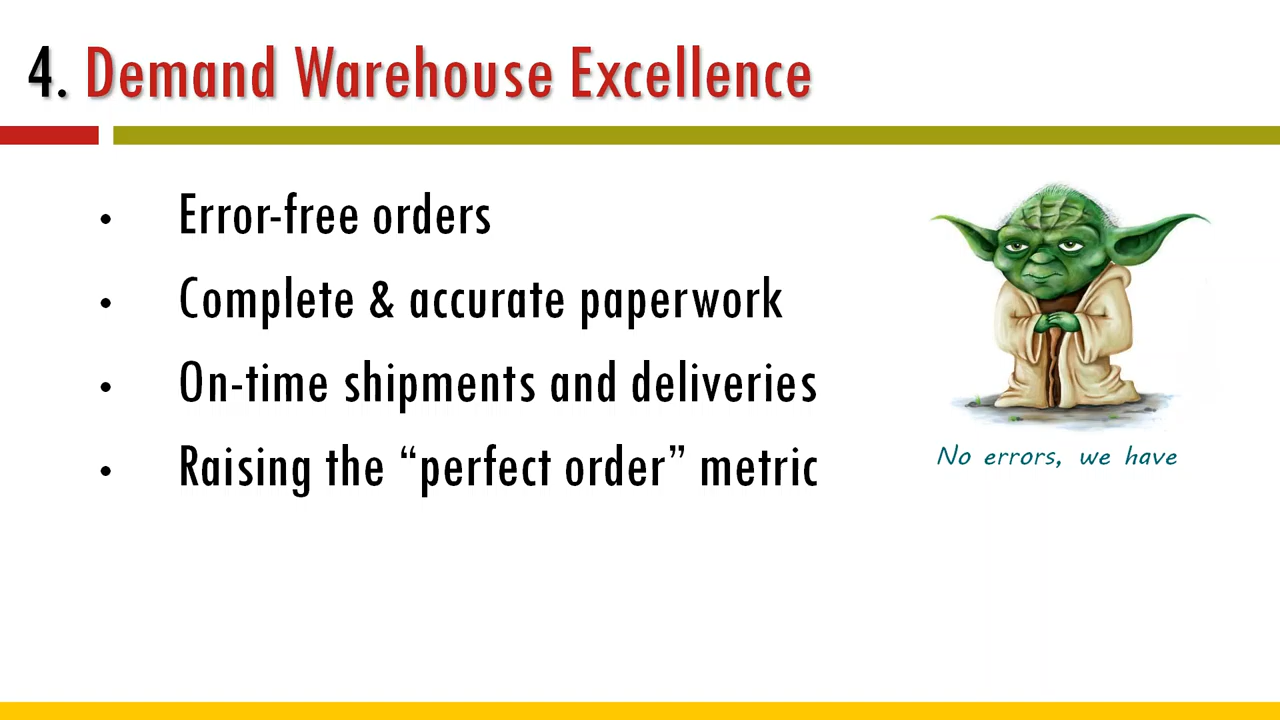 4. Demand Warehouse Excellence
• Error-free orders
• Complete & accurate paperwork
• On-time shipments and deliveries
• Raising the “perfect order” metric
No errors, we have